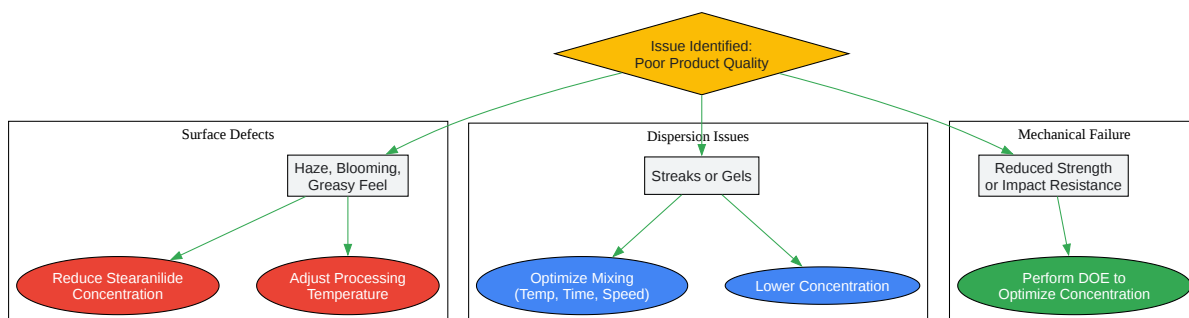 Issue Identified:
Poor Product Quality
Surface Defects
Dispersion Issues
Mechanical Failure
Haze, Blooming,
Greasy Feel
Streaks or Gels
Reduced Strength
or Impact Resistance
Reduce Stearanilide
Concentration
Adjust Processing
Temperature
Optimize Mixing
(Temp, Time, Speed)
Lower Concentration
Perform DOE to
Optimize Concentration